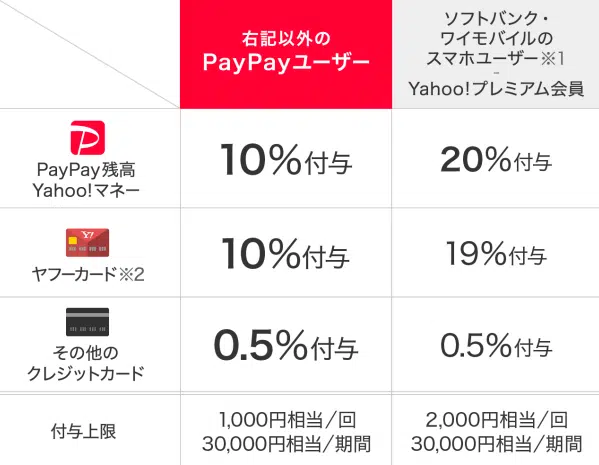 右記以外の
PayPayユーザー
ソフトバンク・
ワイモバイルの
スマホユーザー※1
Yahoo!プレミアム会員
PayPay残高
Yahoo!マネー
10%付与
20%付与
Y!
ヤフーカード※2
10%付与
19%付与
その他の
クレジットカード
0.5%付与
0.5%付与
付与上限
1,000円相当/回
30,000円相当/期間
2,000円相当/回
30,000円相当/期間